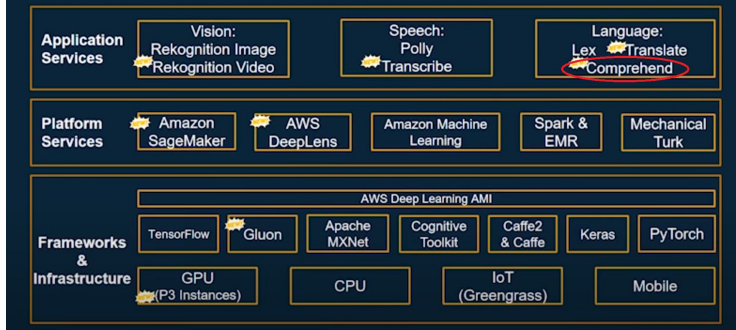 Application
Services
Vision:
Rekognition Image
Rekognition Video
Speech:
Polly
Transcribe
Language:
Lex Translate
Comprehend
Platform
Services
Amazon
SageMaker
AWS
DeepLens
Amazon Machine
Learning
Spark &
EMR
Mechanical
Turk
Frameworks
&
Infrastructure
AWS Deep Learning AMI
TensorFlow
Gluon
Apache
MXNet
Cognitive
Toolkit
Caffe2
& Caffe
Keras
PyTorch
GPU
(P3 Instances)
CPU
IoT
(Greengrass)
Mobile